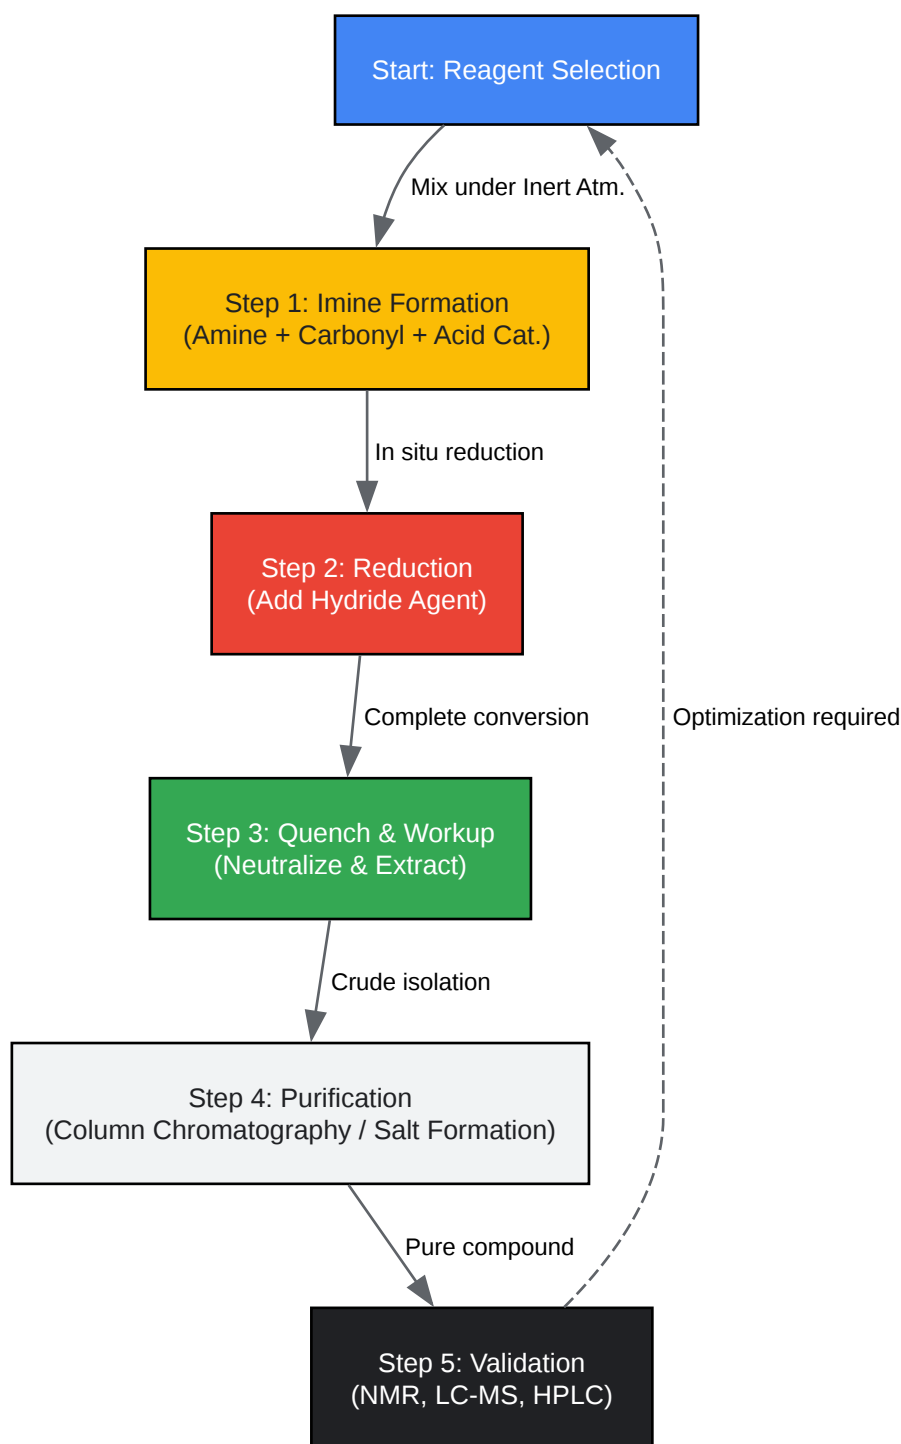 Start: Reagent Selection
Mix under Inert Atm.
Step 1: Imine Formation
(Amine + Carbonyl + Acid Cat.)
In situ reduction
Step 2: Reduction
(Add Hydride Agent)
Complete conversion
Optimization required
Step 3: Quench & Workup
(Neutralize & Extract)
Crude isolation
Step 4: Purification
(Column Chromatography / Salt Formation)
Pure compound
Step 5: Validation
(NMR, LC-MS, HPLC)